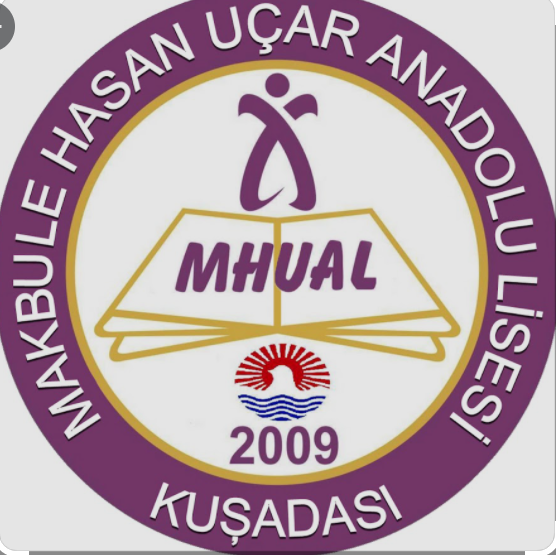 MAKBULE HASAN UÇAR ANADOLU LİSESİ
MHUAL
2009
KUŞADASI